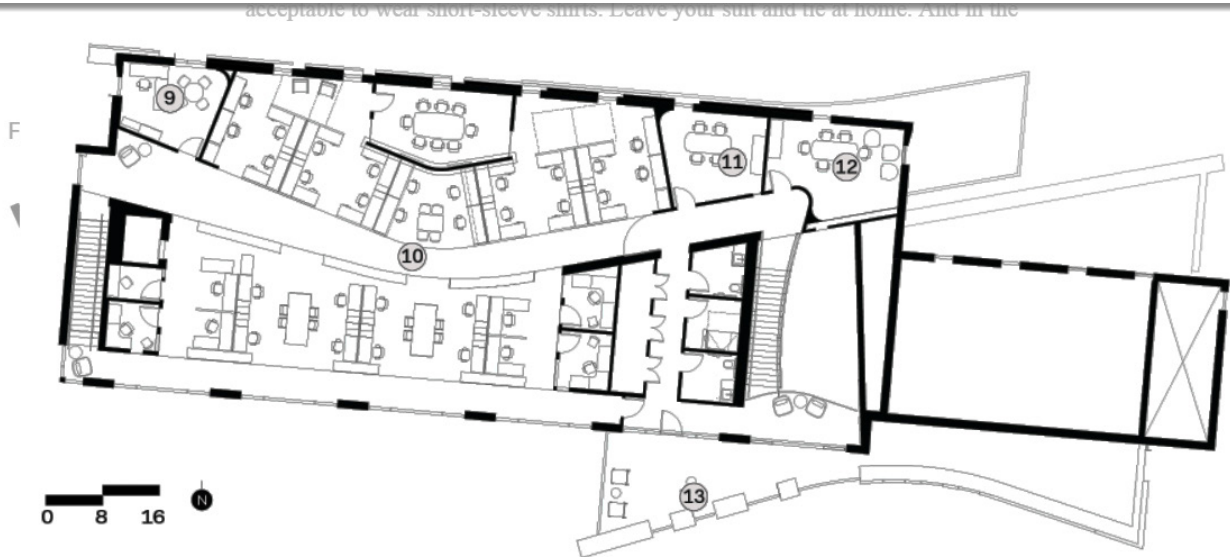 acceptable to wear short-sleeve shirts. Leave your suit and tie at home. And in the
9
11
12
F
10
13
N
0 8 16